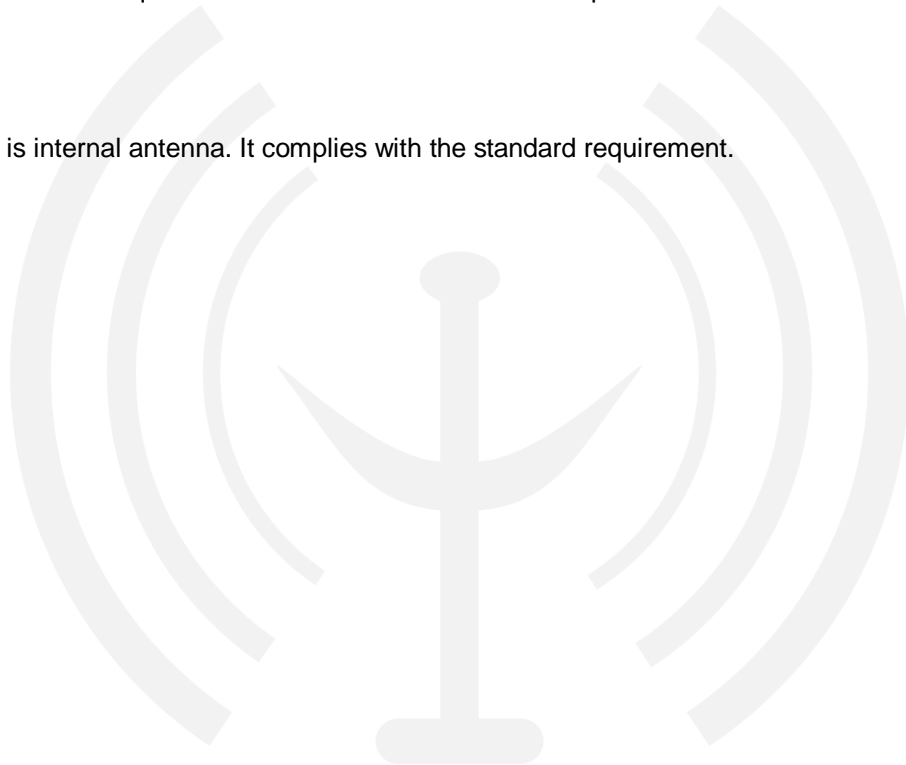 is internal antenna. It complies with the standard requirement.